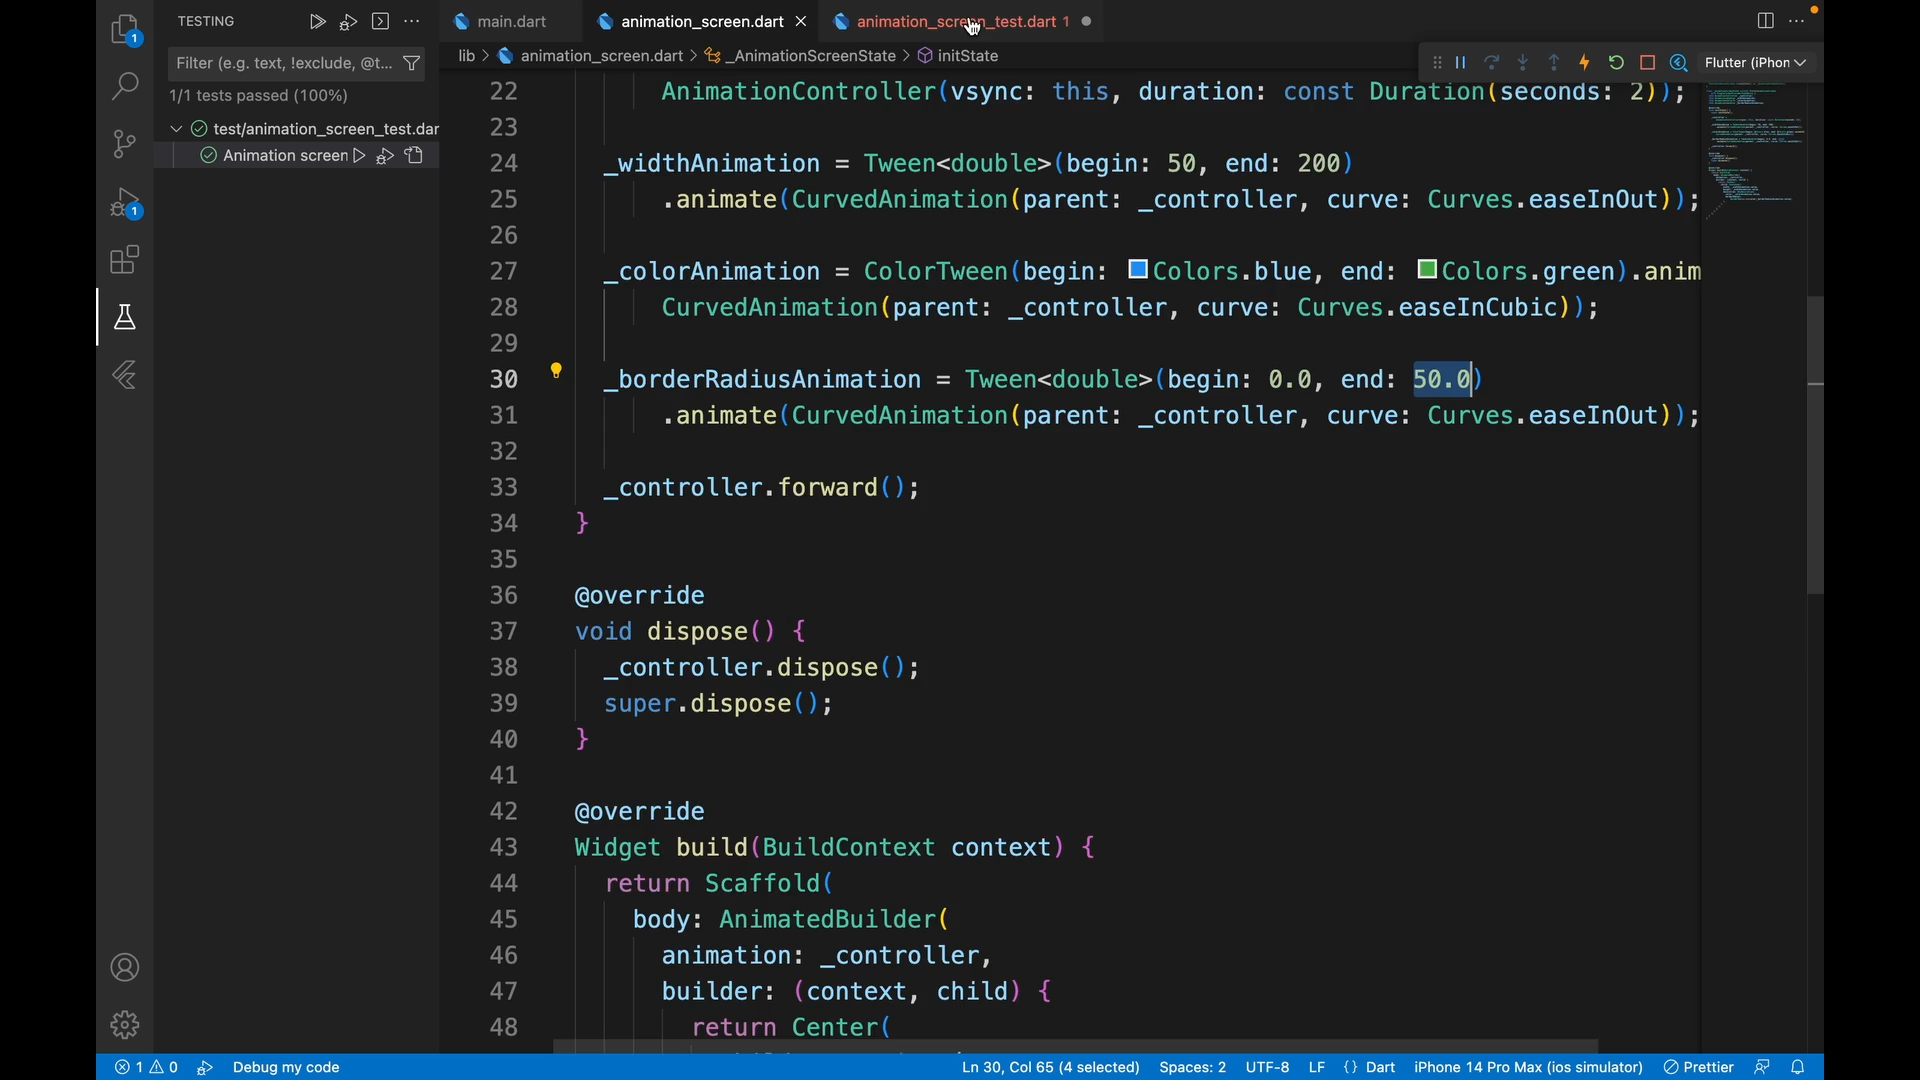 TESTING
main.dart
animation_screen.dart
animation_screen_test.dart 1
Filter (e.g. text, !exclude, @t...
lib > animation_screen.dart > _AnimationScreenState > initState
Flutter (iPhon
1/1 tests passed (100%)
test/animation_screen_test.dar
Animation screen
22 AnimationController(vsync: this, duration: const Duration(seconds: 2));
23
24 _widthAnimation = Tween<double>(begin: 50, end: 200)
25 .animate(CurvedAnimation(parent: _controller, curve: Curves.easeInOut));
26
27 _colorAnimation = ColorTween(begin: Colors.blue, end: Colors.green).anim
28 CurvedAnimation(parent: _controller, curve: Curves.easeInCubic));
29
30 _borderRadiusAnimation = Tween<double>(begin: 0.0, end: 50.0)
31 .animate(CurvedAnimation(parent: _controller, curve: Curves.easeInOut));
32
33 _controller.forward();
34 }
35
36 @override
37 void dispose() {
38 _controller.dispose();
39 super.dispose();
40 }
41
42 @override
43 Widget build(BuildContext context) {
44 return Scaffold(
45 body: AnimatedBuilder(
46 animation: _controller,
47 builder: (context, child) {
48 return Center(
1
1
1 0 Debug my code
Ln 30, Col 65 (4 selected) Spaces: 2 UTF-8 LF {} Dart iPhone 14 Pro Max (ios simulator) Prettier